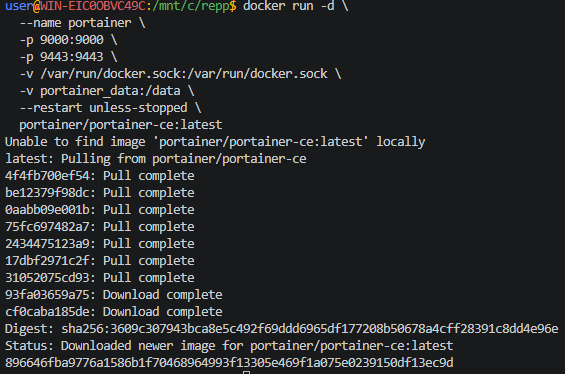 user@WIN-EIC0OBVC49C:/mnt/c/repp$ docker run -d \
  --name portainer \
  -p 9000:9000 \
  -p 9443:9443 \
  -v /var/run/docker.sock:/var/run/docker.sock \
  -v portainer_data:/data \
  --restart unless-stopped \
  portainer/portainer-ce:latest
Unable to find image 'portainer/portainer-ce:latest' locally
latest: Pulling from portainer/portainer-ce
4f4fb700ef54: Pull complete
be12379f98dc: Pull complete
0aabb09e001b: Pull complete
75fc697482a7: Pull complete
2434475123a9: Pull complete
17dbf2971c2f: Pull complete
31052075cd93: Pull complete
93fa03659a75: Download complete
cf0caba185de: Download complete
Digest: sha256:3609c307943bca8e5c492f69ddd6965df177208b50678a4cff28391c8dd4e96e
Status: Downloaded newer image for portainer/portainer-ce:latest
896646fba9776a1586b1f70468964993f13305e469f1a075e0239150df13ec9d